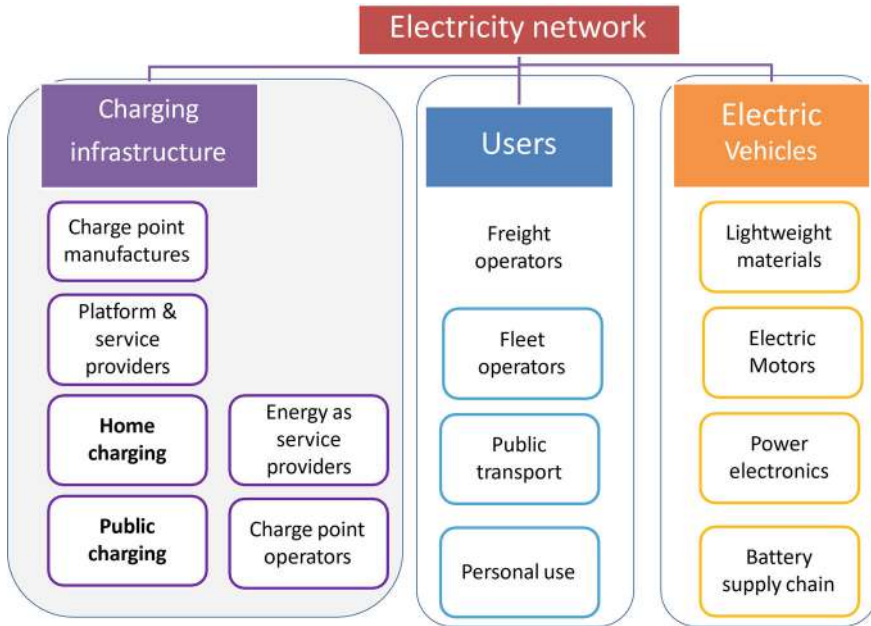 Electricity network
Charging
infrastructure
Charge point
manufactures
Platform &
service
providers
Home
charging
Public
charging
Energy as
service
providers
Charge point
operators
Users
Freight
operators
Fleet
operators
Public
transport
Personal use
Electric
Vehicles
Lightweight
materials
Electric
Motors
Power
electronics
Battery
supply chain